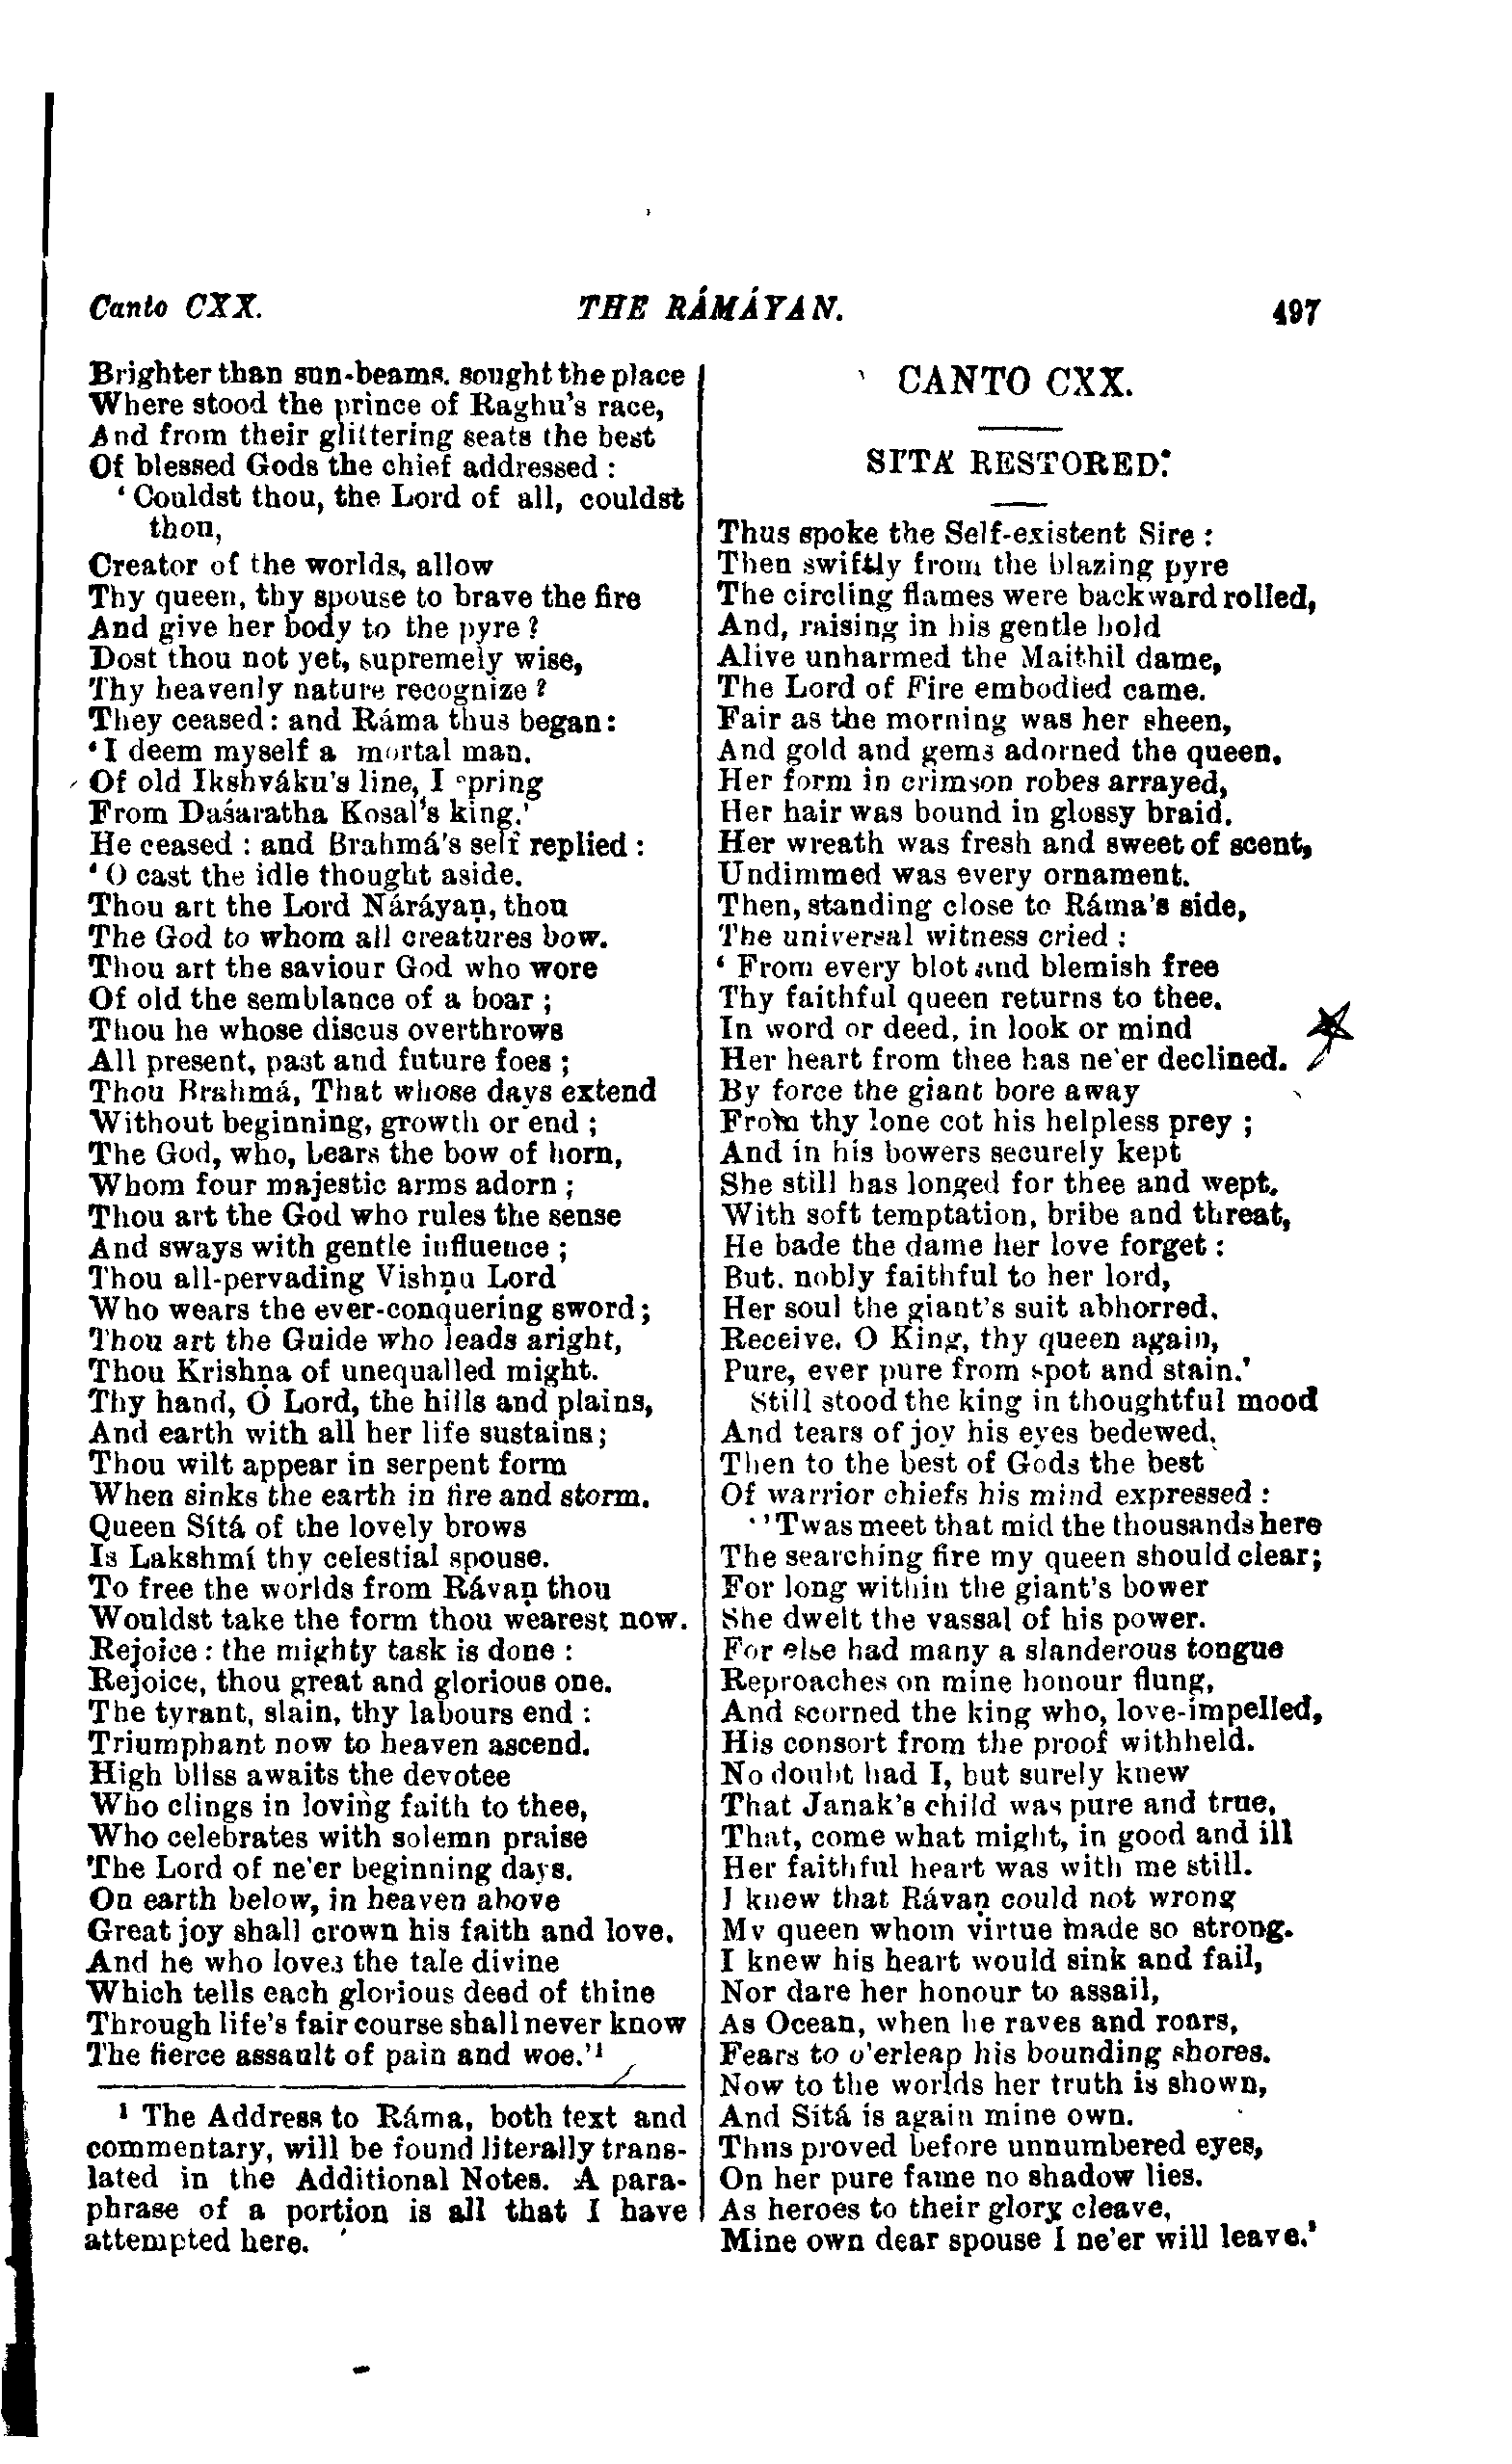 Canto CXX. THE RÁMÁYAN. 497
Brighter than sun-beams. sought the place
Where stood the prince of Raghu's race,
And from their glittering seats the best
Of blessed Gods the chief addressed :
‘ Couldst thou, the Lord of all, couldst
thou,
Creator of the worlds, allow
Thy queen, thy spouse to brave the fire
And give her body to the pyre ?
Dost thou not yet, supremely wise,
Thy heavenly nature recognize ?
They ceased : and Ráma thus began :
‘ I deem myself a mortal man.
Of old Ikshváku's line, I spring
From Daśaratha Kosal's king.’
He ceased : and Brahmá's self replied :
‘ O cast the idle thought aside.
Thou art the Lord Náráyaṇ, thou
The God to whom all creatures bow.
Thou art the saviour God who wore
Of old the semblance of a boar ;
Thou he whose discus overthrows
All present, past and future foes ;
Thou Brahmá, That whose days extend
Without beginning, growth or end ;
The God, who, bears the bow of horn,
Whom four majestic arms adorn ;
Thou art the God who rules the sense
And sways with gentle influence ;
Thou all-pervading Vishṇu Lord
Who wears the ever-conquering sword ;
Thou art the Guide who leads aright,
Thou Krishṇa of unequalled might.
Thy hand, O Lord, the hills and plains,
And earth with all her life sustains ;
Thou wilt appear in serpent form
When sinks the earth in fire and storm.
Queen Sítá of the lovely brows
Is Lakshmí thy celestial spouse.
To free the worlds from Rávaṇ thou
Wouldst take the form thou wearest now.
Rejoice : the mighty task is done :
Rejoice, thou great and glorious one.
The tyrant, slain, thy labours end :
Triumphant now to heaven ascend.
High bliss awaits the devotee
Who clings in loving faith to thee,
Who celebrates with solemn praise
The Lord of ne'er beginning days.
On earth below, in heaven above
Great joy shall crown his faith and love.
And he who loves the tale divine
Which tells each glorious deed of thine
Through life's fair course shall never know
The fierce assault of pain and woe.’¹
¹ The Address to Ráma, both text and
commentary, will be found literally trans-
lated in the Additional Notes. A para-
phrase of a portion is all that I have
attempted here.
CANTO CXX.
SÍTÁ RESTORED.
Thus spoke the Self-existent Sire :
Then swiftly from the blazing pyre
The circling flames were backward rolled,
And, raising in his gentle hold
Alive unharmed the Maithil dame,
The Lord of Fire embodied came.
Fair as the morning was her sheen,
And gold and gems adorned the queen.
Her form in crimson robes arrayed,
Her hair was bound in glossy braid.
Her wreath was fresh and sweet of scent,
Undimmed was every ornament.
Then, standing close to Ráma's side,
The universal witness cried :
‘ From every blot and blemish free
Thy faithful queen returns to thee.
In word or deed, in look or mind
Her heart from thee has ne'er declined.
By force the giant bore away
From thy lone cot his helpless prey ;
And in his bowers securely kept
She still has longed for thee and wept.
With soft temptation, bribe and threat,
He bade the dame her love forget :
But. nobly faithful to her lord,
Her soul the giant's suit abhorred.
Receive. O King, thy queen again,
Pure, ever pure from spot and stain.’
Still stood the king in thoughtful mood
And tears of joy his eyes bedewed.
Then to the best of Gods the best
Of warrior chiefs his mind expressed :
‘ 'Twas meet that mid the thousands here
The searching fire my queen should clear ;
For long within the giant's bower
She dwelt the vassal of his power.
For else had many a slanderous tongue
Reproaches on mine honour flung,
And scorned the king who, love-impelled,
His consort from the proof withheld.
No doubt had I, but surely knew
That Janak's child was pure and true,
That, come what might, in good and ill
Her faithful heart was with me still.
I knew that Rávaṇ could not wrong
My queen whom virtue made so strong.
I knew his heart would sink and fail,
Nor dare her honour to assail,
As Ocean, when he raves and roars,
Fears to o'erleap his bounding shores.
Now to the worlds her truth is shown,
And Sítá is again mine own.
Thus proved before unnumbered eyes,
On her pure fame no shadow lies.
As heroes to their glory cleave,
Mine own dear spouse I ne'er will leave.’